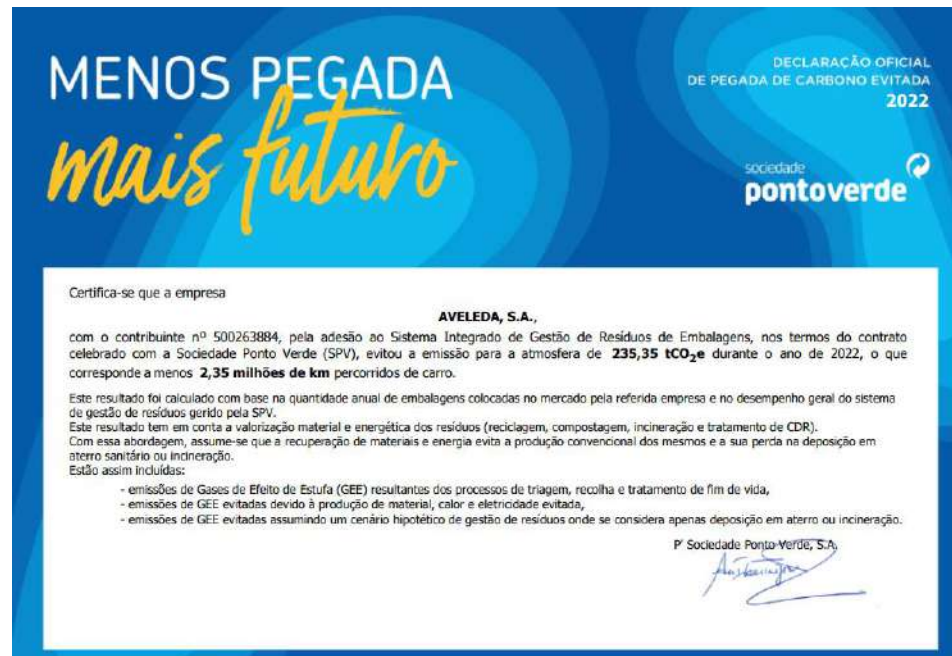 MENOS PEGADA
mais futuro
DECLARAÇÃO OFICIAL
DE PEGADA DE CARBONO EVITADA
2022
sociedade
pontoverde
Certifica-se que a empresa
AVELEDA, S.A.,
com o contribuinte nº 500263884, pela adesão ao Sistema Integrado de Gestão de Resíduos de Embalagens, nos termos do contrato
celebrado com a Sociedade Ponto Verde (SPV), evitou a emissão para a atmosfera de 235,35 tCO₂e durante o ano de 2022, o que
corresponde a menos 2,35 milhões de km percorridos de carro.
Este resultado foi calculado com base na quantidade anual de embalagens colocadas no mercado pela referida empresa e no desempenho geral do sistema
de gestão de resíduos gerido pela SPV.
Este resultado tem em conta a valorização material e energética dos resíduos (reciclagem, compostagem, incineração e tratamento de CDR).
Com essa abordagem, assume-se que a recuperação de materiais e energia evita a produção convencional dos mesmos e a sua perda na deposição em
aterro sanitário ou incineração.
Estão assim incluídas:
- emissões de Gases de Efeito de Estufa (GEE) resultantes dos processos de triagem, recolha e tratamento de fim de vida,
- emissões de GEE evitadas devido à produção de material, calor e eletricidade evitada,
- emissões de GEE evitadas assumindo um cenário hipotético de gestão de resíduos onde se considera apenas deposição em aterro ou incineração.
P' Sociedade Ponto Verde, S.A.